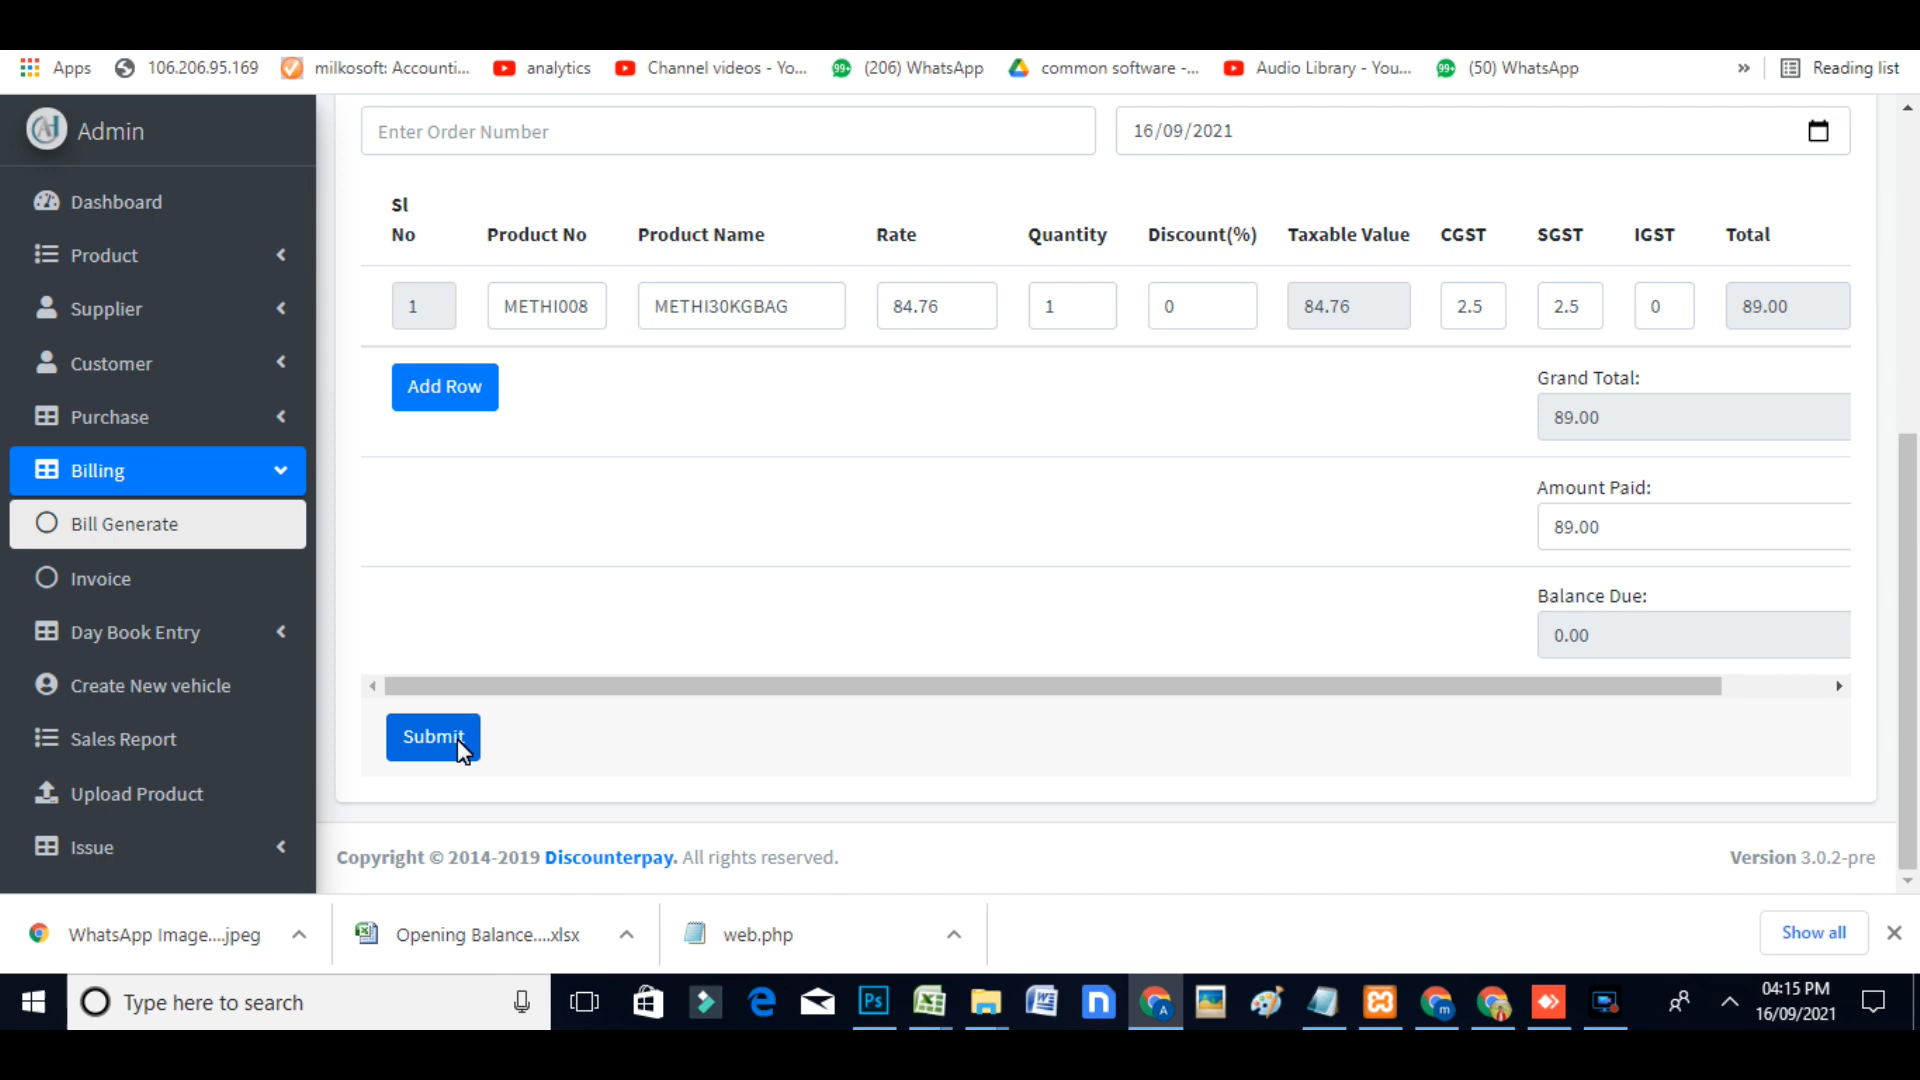 Apps 106.206.95.169 milkosoft: Accounti... analytics Channel videos - Yo... (206) WhatsApp common software -... Audio Library - You... (50) WhatsApp » Reading list
Admin
Enter Order Number 16/09/2021
Dashboard
Product
Supplier
Customer
Purchase
Billing
Bill Generate
Invoice
Day Book Entry
Create New vehicle
Sales Report
Upload Product
Issue
Sl No Product No Product Name Rate Quantity Discount(%) Taxable Value CGST SGST IGST Total
1 METHI008 METHI30KGBAG 84.76 1 0 84.76 2.5 2.5 0 89.00
Add Row
Grand Total:
89.00
Amount Paid:
89.00
Balance Due:
0.00
Submit
Copyright © 2014-2019 Discounterpay. All rights reserved. Version 3.0.2-pre
WhatsApp Image....jpeg Opening Balance....xlsx web.php Show all
Type here to search Ps 04:15 PM
16/09/2021